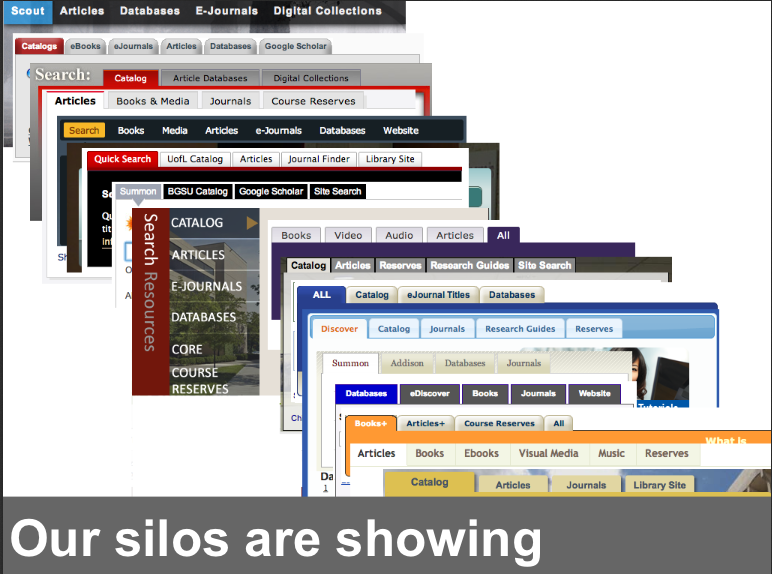 Scout Articles Databases E-Journals Digital Collections
Catalogs eBooks eJournals Articles Databases Google Scholar
Search: Catalog Article Databases Digital Collections
Articles Books & Media Journals Course Reserves
Search Books Media Articles e-Journals Databases Website
Quick Search UofL Catalog Articles Journal Finder Library Site
Summon BGSU Catalog Google Scholar Site Search
Search Resources
CATALOG
ARTICLES
E-JOURNALS
DATABASES
CORE
COURSE
RESERVES
Books Video Audio Articles All
Catalog Articles Reserves Research Guides Site Search
ALL Catalog eJournal Titles Databases
Discover Catalog Journals Research Guides Reserves
Summon Addison Databases Journals
Databases eDiscover Books Journals Website
Tutorials
Books+ Articles+ Course Reserves All
What is
Articles Books Ebooks Visual Media Music Reserves
Catalog Articles Journals Library Site
Our silos are showing